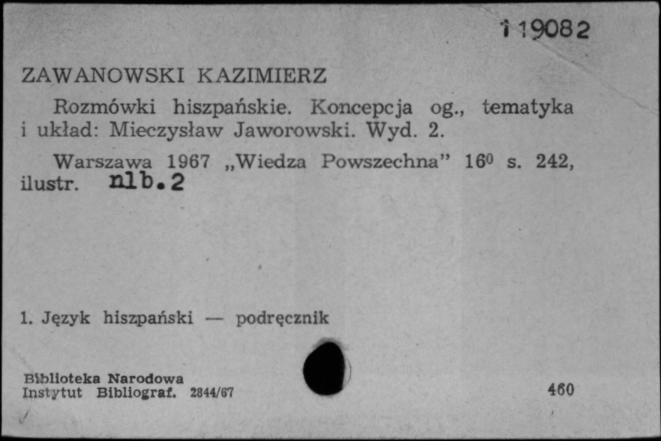 119082
ZAWANOWSKI KAZIMIERZ
Rozmówki hiszpańskie. Koncepcja og., tematyka
i układ: Mieczysław Jaworowski. Wyd. 2.
Warszawa 1967 „Wiedza Powszechna” 16⁰ s. 242,
ilustr. nlb.2
1. Język hiszpański — podręcznik
Biblioteka Narodowa
Instytut Bibliograf. 2844/67
460